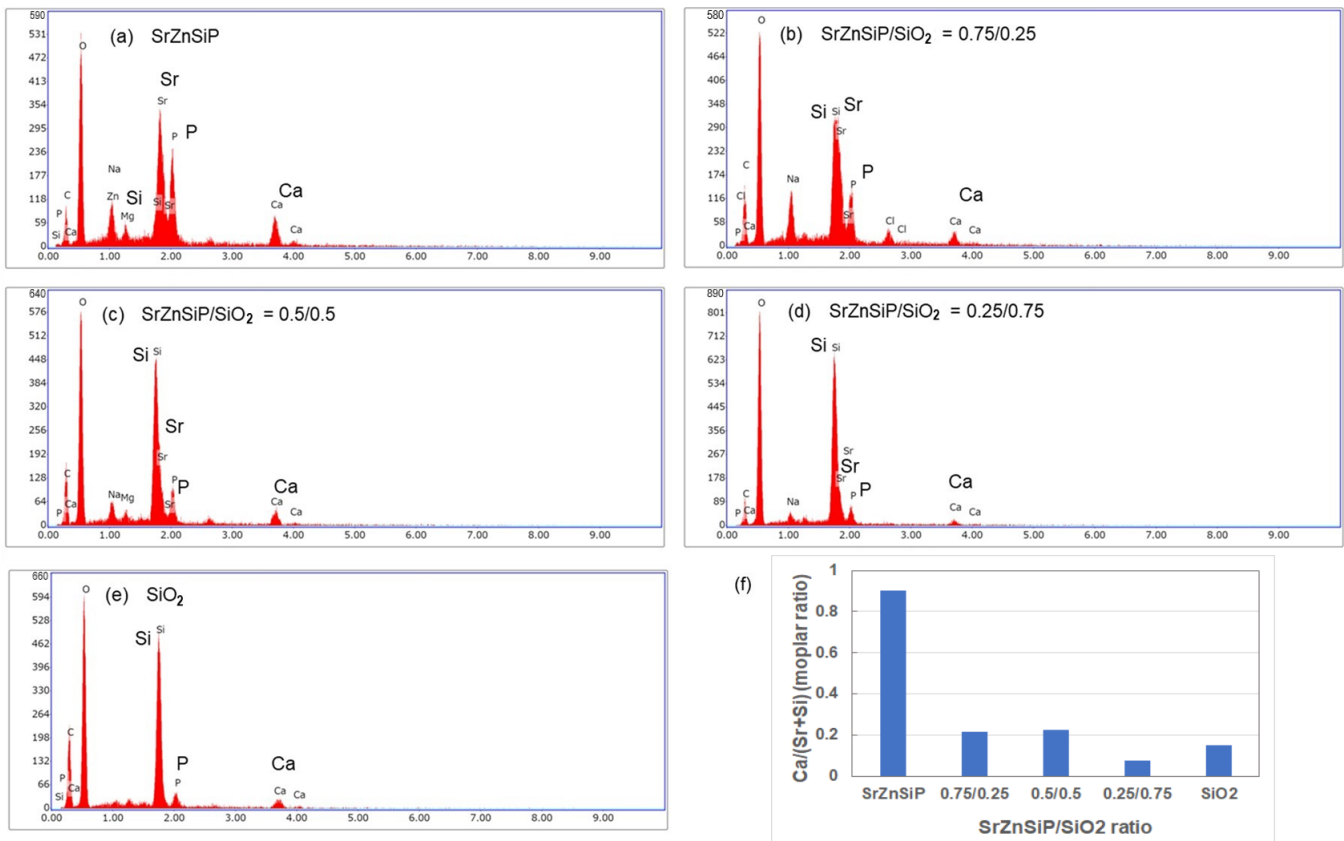 (a) SrZnSiP
590
531
472
413
354
295
236
177
118
59
0
O
Sr
Sr
P
P
Na
C
Zn
Si
Mg
Si
Sr
P
Si
Ca
Ca
Ca
Ca
0.00 1.00 2.00 3.00 4.00 5.00 6.00 7.00 8.00 9.00
(b) SrZnSiP/SiO2 = 0.75/0.25
580
522
464
406
348
290
232
174
116
58
0
O
Si
Si
Sr
Sr
C
Na
P
P
Cl
Sr
P
Ca
Cl
Cl
Ca
Ca
Ca
0.00 1.00 2.00 3.00 4.00 5.00 6.00 7.00 8.00 9.00
(c) SrZnSiP/SiO2 = 0.5/0.5
640
576
512
448
384
320
256
192
128
64
0
O
Si
Si
Sr
Sr
C
P
P
Na
Mg
Sr
P
Ca
Ca
Ca
Ca
0.00 1.00 2.00 3.00 4.00 5.00 6.00 7.00 8.00 9.00
(d) SrZnSiP/SiO2 = 0.25/0.75
890
801
712
623
534
445
356
267
178
89
0
O
Si
Si
Sr
Sr
Sr
C
P
P
Na
P
Ca
Ca
Ca
Ca
0.00 1.00 2.00 3.00 4.00 5.00 6.00 7.00 8.00 9.00
(e) SiO2
660
594
528
462
396
330
264
198
132
66
0
O
Si
Si
C
P
P
P
Si
Ca
Ca
Ca
Ca
0.00 1.00 2.00 3.00 4.00 5.00 6.00 7.00 8.00 9.00
(f)
Ca/(Sr+Si) (moplar ratio)
1
0.8
0.6
0.4
0.2
0
SrZnSiP 0.75/0.25 0.5/0.5 0.25/0.75 SiO2
SrZnSiP/SiO2 ratio